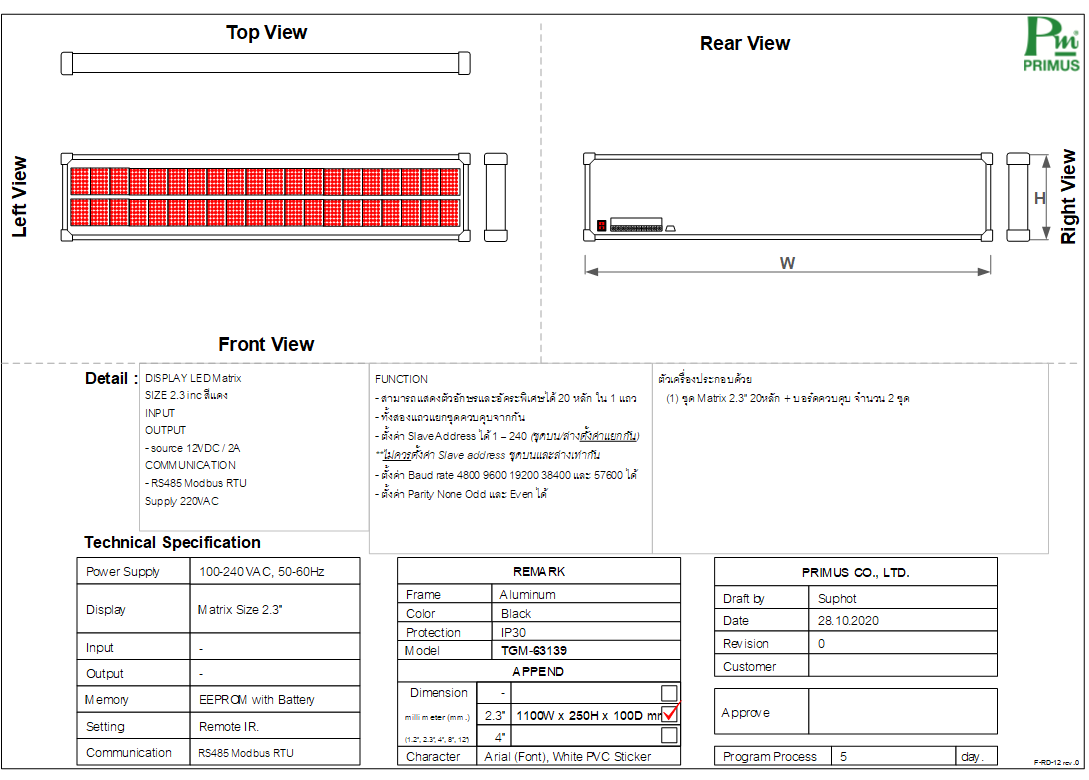 Top View
Rear View
Pm
PRIMUS
Left View
H
Right View
W
Front View
Detail :
DISPLAY LED Matrix
SIZE 2.3 inc สีแดง
INPUT
OUTPUT
- source 12VDC / 2A
COMMUNICATION
- RS485 Modbus RTU
Supply 220VAC
FUNCTION
- สามารถแสดงตัวอักษรและอัคระพิเศษได้ 20 หลัก ใน 1 แถว
- ทั้งสองแถวแยกชุดควบคุมจากกัน
- ตั้งค่า Slave Address ได้ 1 – 240 (ชุดบน/ล่างตั้งค่าแยกกัน)
**ไม่ควรตั้งค่า Slave address ชุดบนและล่างเท่ากัน
- ตั้งค่า Baud rate 4800 9600 19200 38400 และ 57600 ได้
- ตั้งค่า Parity None Odd และ Even ได้
ตัวเครื่องประกอบด้วย
(1) ชุด Matrix 2.3" 20หลัก + บอร์ดควบคุม จำนวน 2 ชุด
Technical Specification
Power Supply 100-240 VAC, 50-60Hz
Display Matrix Size 2.3"
Input -
Output -
Memory EEPROM with Battery
Setting Remote IR.
Communication RS485 Modbus RTU
REMARK
Frame Aluminum
Color Black
Protection IP30
Model TGM-63139
APPEND
Dimension -
millimeter (mm.) 2.3" 1100W x 250H x 100D mm
(1.2", 2.3", 4", 8", 12") 4"
Character Arial (Font), White PVC Sticker
PRIMUS CO., LTD.
Draft by Suphot
Date 28.10.2020
Revision 0
Customer
Approve
Program Process 5 day.
F-RD-12 rev.0